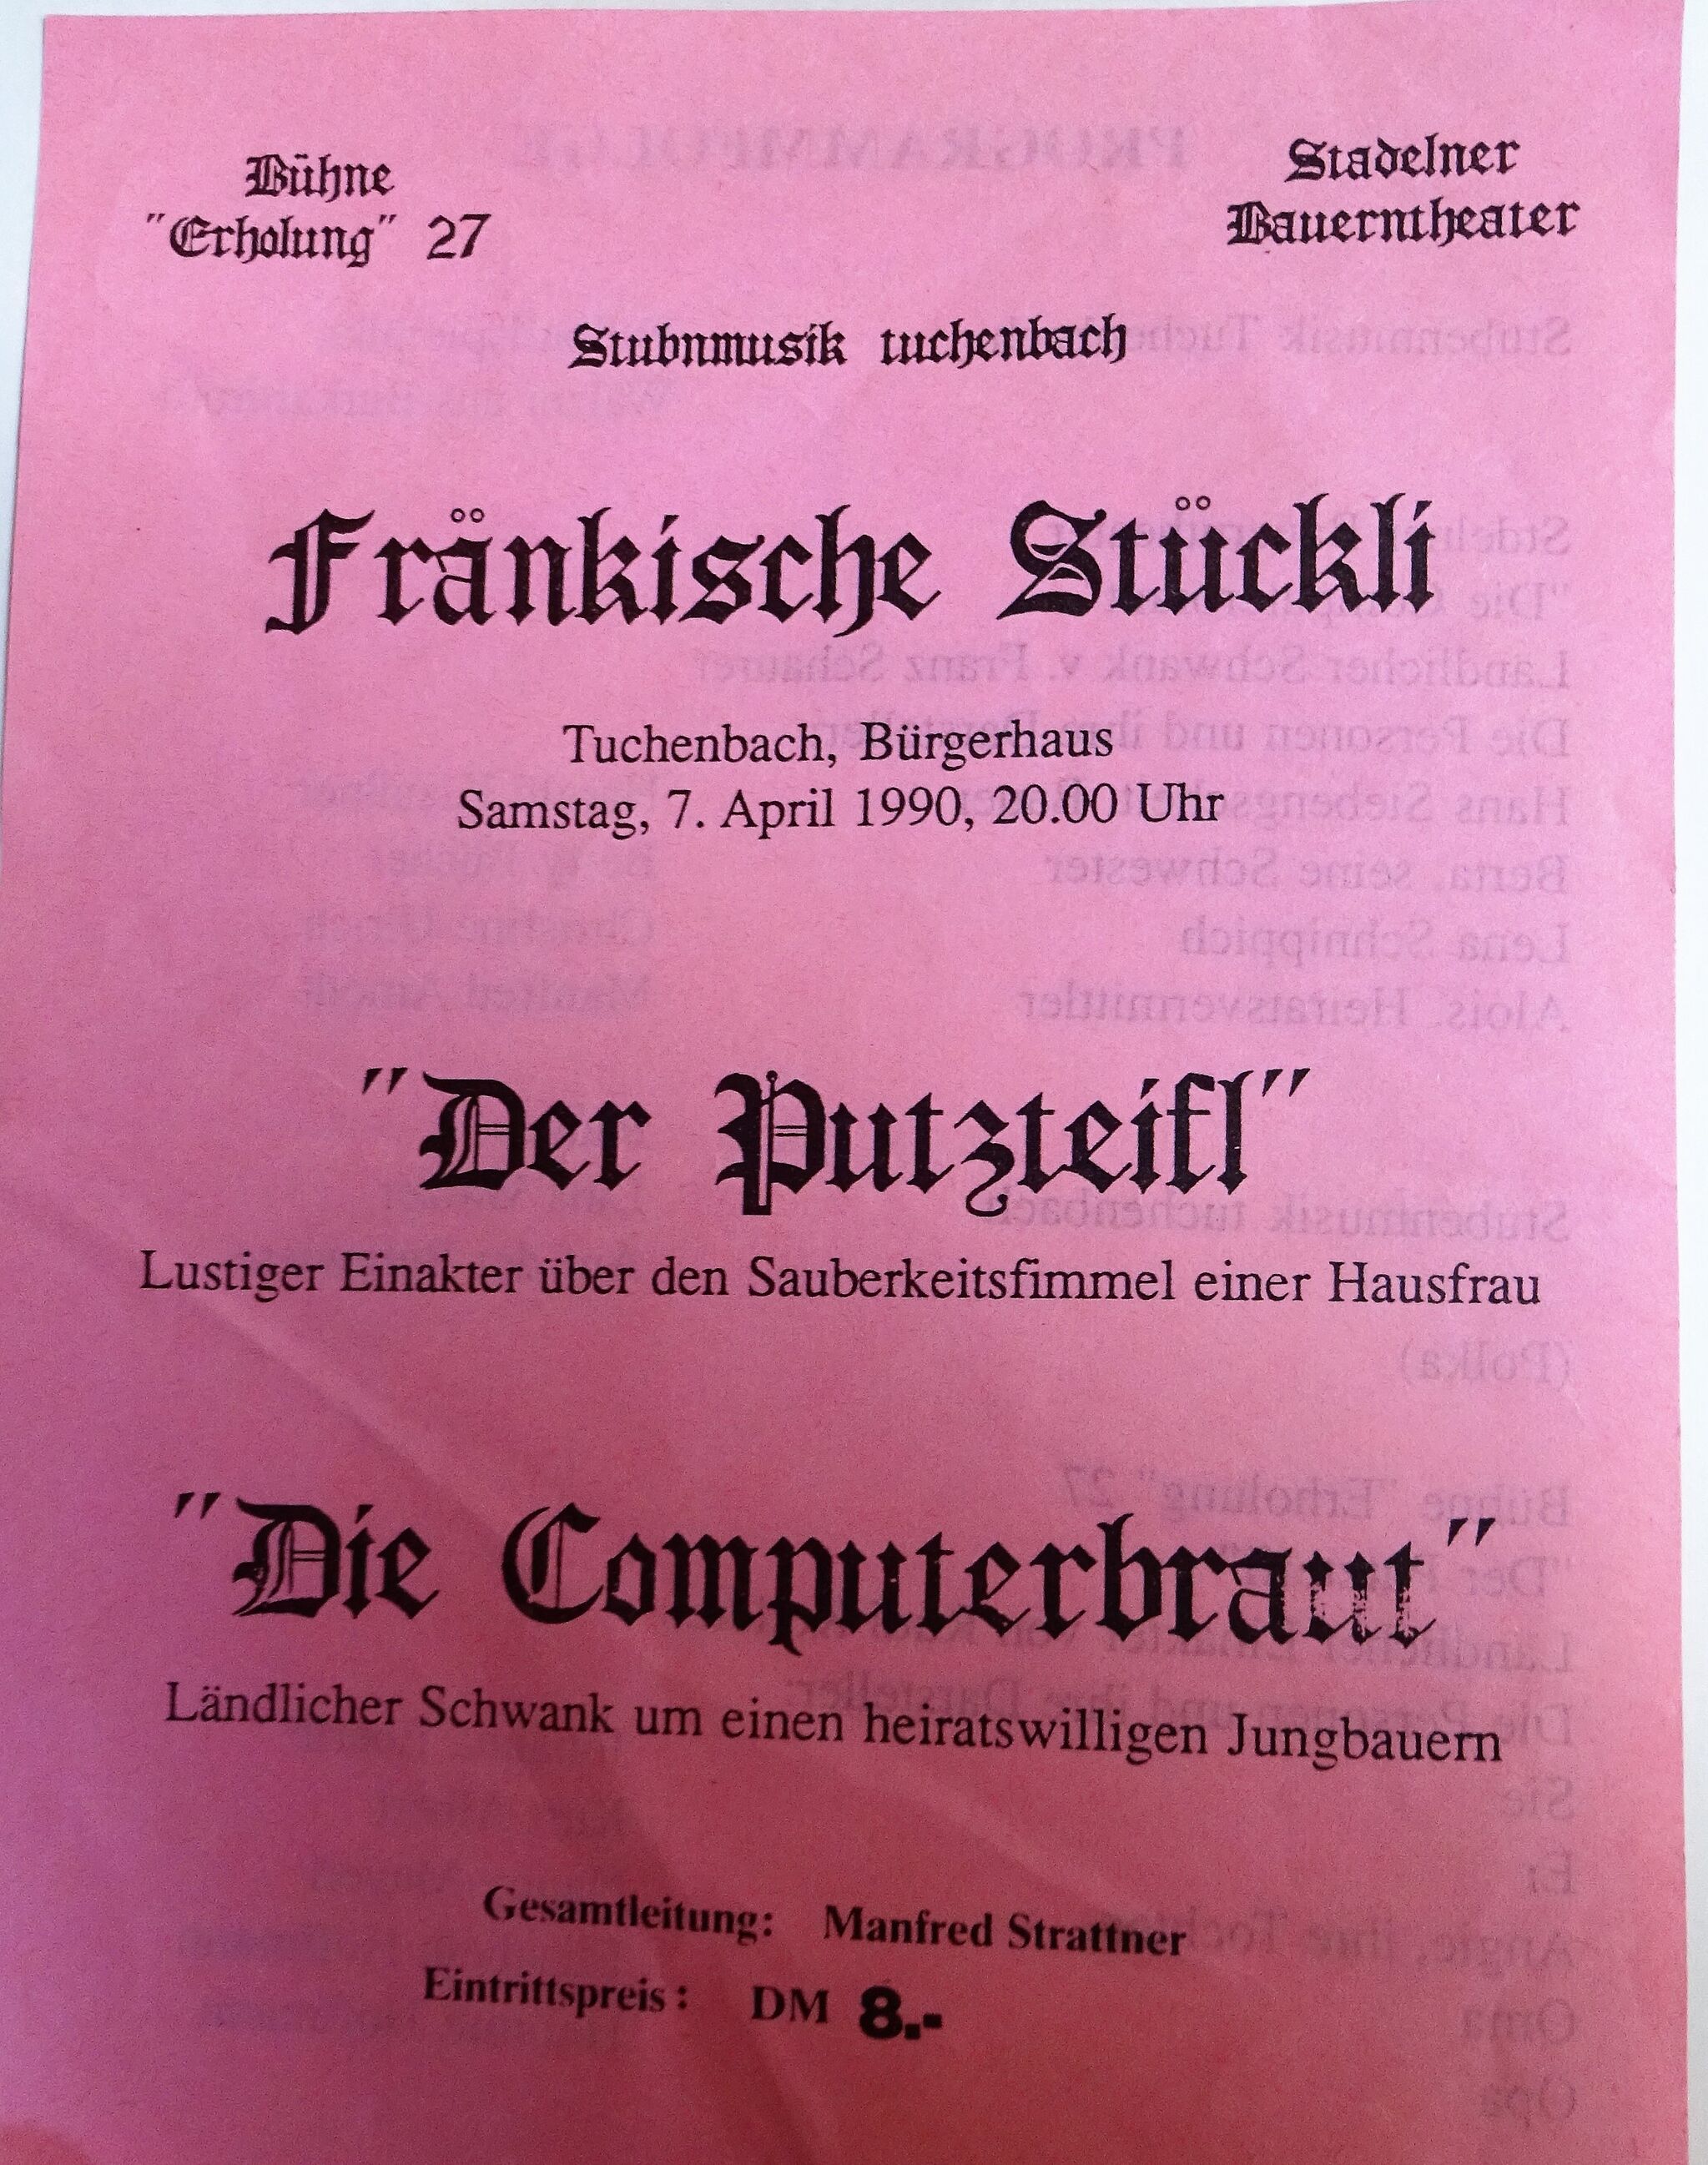 Bühne
"Erholung" 27
Stadelner
Bauerntheater
Stubnmusik tuchenbach
Fränkische Stückli
Tuchenbach, Bürgerhaus
Samstag, 7. April 1990, 20.00 Uhr
"Der Putzteifl"
Lustiger Einakter über den Sauberkeitsfimmel einer Hausfrau
"Die Computerbraut"
Ländlicher Schwank um einen heiratswilligen Jungbauern
Gesamtleitung: Manfred Strattner
Eintrittspreis: DM 8.-